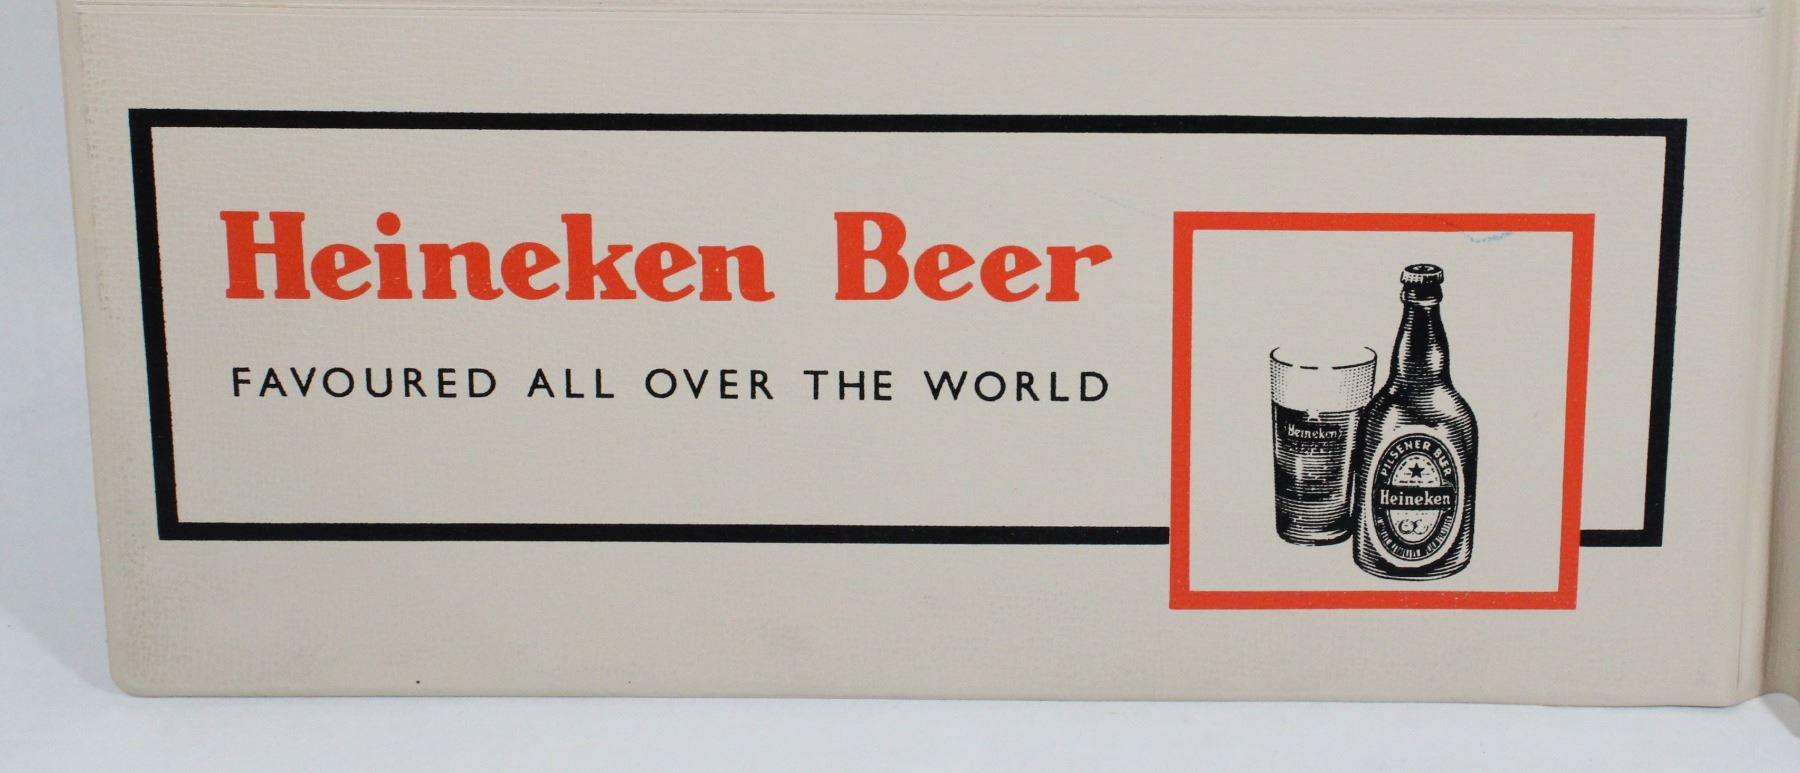 Heineken Beer
FAVOURED ALL OVER THE WORLD
Heineken
PILSENER BEER
Heineken